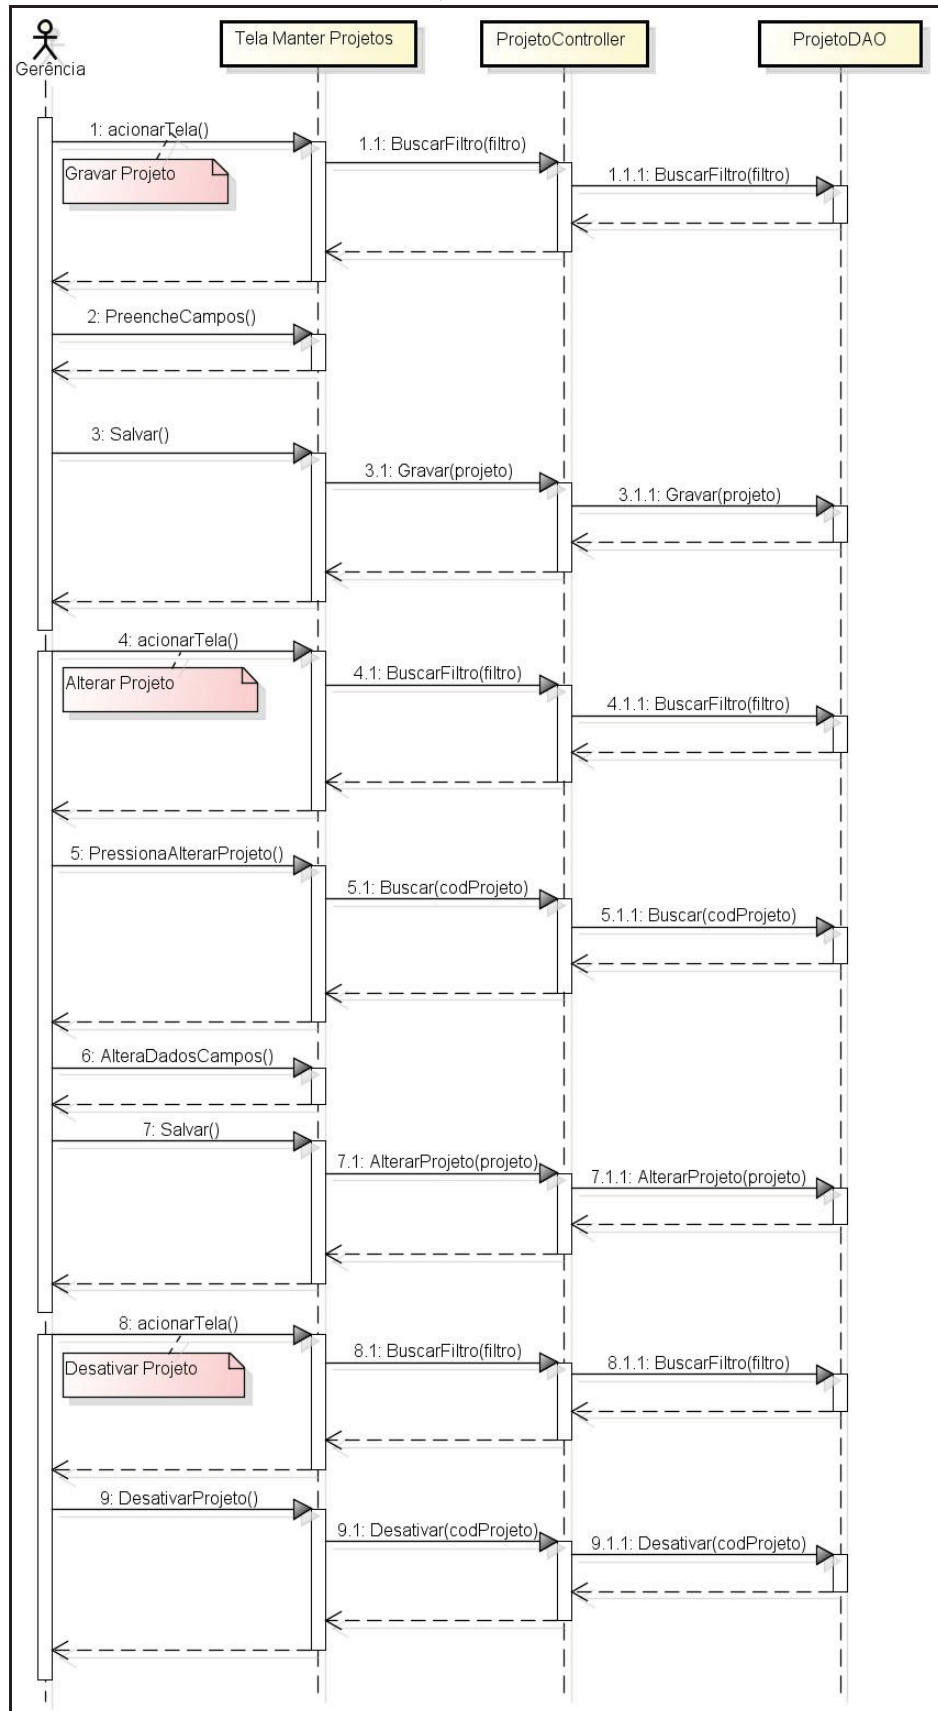 Gerência
Tela Manter Projetos
ProjetoController
ProjetoDAO
1: acionarTela()
Gravar Projeto
1.1: BuscarFiltro(filtro)
1.1.1: BuscarFiltro(filtro)
2: PreencheCampos()
3: Salvar()
3.1: Gravar(projeto)
3.1.1: Gravar(projeto)
4: acionarTela()
Alterar Projeto
4.1: BuscarFiltro(filtro)
4.1.1: BuscarFiltro(filtro)
5: PressionaAlterarProjeto()
5.1: Buscar(codProjeto)
5.1.1: Buscar(codProjeto)
6: AlteraDadosCampos()
7: Salvar()
7.1: AlterarProjeto(projeto)
7.1.1: AlterarProjeto(projeto)
8: acionarTela()
Desativar Projeto
8.1: BuscarFiltro(filtro)
8.1.1: BuscarFiltro(filtro)
9: DesativarProjeto()
9.1: Desativar(codProjeto)
9.1.1: Desativar(codProjeto)